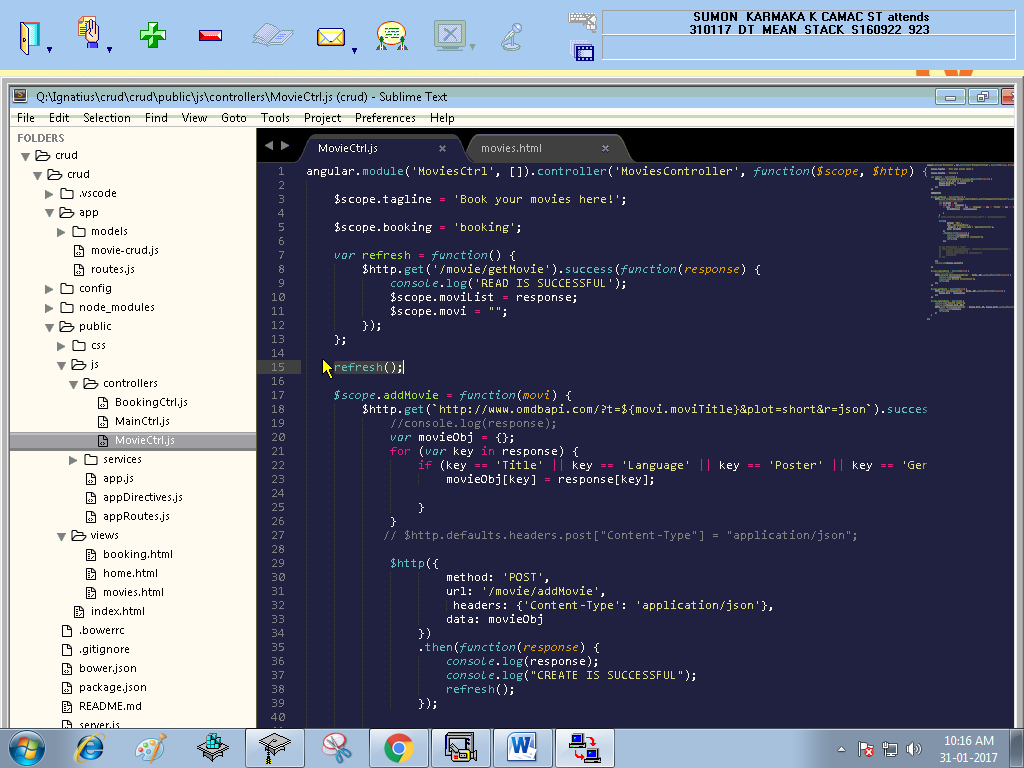 SUMON KARMAKA K CAMAC ST attends
310117 DT MEAN STACK S160922 923
Q:\Ignatius\crud\crud\public\js\controllers\MovieCtrl.js (crud) - Sublime Text
File Edit Selection Find View Goto Tools Project Preferences Help
FOLDERS
crud
crud
.vscode
app
models
movie-crud.js
routes.js
config
node_modules
public
css
js
controllers
BookingCtrl.js
MainCtrl.js
MovieCtrl.js
services
app.js
appDirectives.js
appRoutes.js
views
booking.html
home.html
movies.html
index.html
.bowerrc
.gitignore
bower.json
package.json
README.md
server.js
MovieCtrl.js × movies.html ×
1 angular.module('MoviesCtrl', []).controller('MoviesController', function($scope, $http) {
2
3 $scope.tagline = 'Book your movies here!';
4
5 $scope.booking = 'booking';
6
7 var refresh = function() {
8 $http.get('/movie/getMovie').success(function(response) {
9 console.log('READ IS SUCCESSFUL');
10 $scope.moviList = response;
11 $scope.movi = "";
12 });
13 };
14
15 refresh();
16
17 $scope.addMovie = function(movi) {
18 $http.get(`http://www.omdbapi.com/?t=${movi.moviTitle}&plot=short&r=json`).succes
19 //console.log(response);
20 var movieObj = {};
21 for (var key in response) {
22 if (key == 'Title' || key == 'Language' || key == 'Poster' || key == 'Ger
23 movieObj[key] = response[key];
24
25 }
26 }
27 // $http.defaults.headers.post["Content-Type"] = "application/json";
28
29 $http({
30 method: 'POST',
31 url: '/movie/addMovie',
32 headers: {'Content-Type': 'application/json'},
33 data: movieObj
34 })
35 .then(function(response) {
36 console.log(response);
37 console.log("CREATE IS SUCCESSFUL");
38 refresh();
39 });
40
10:16 AM
31-01-2017